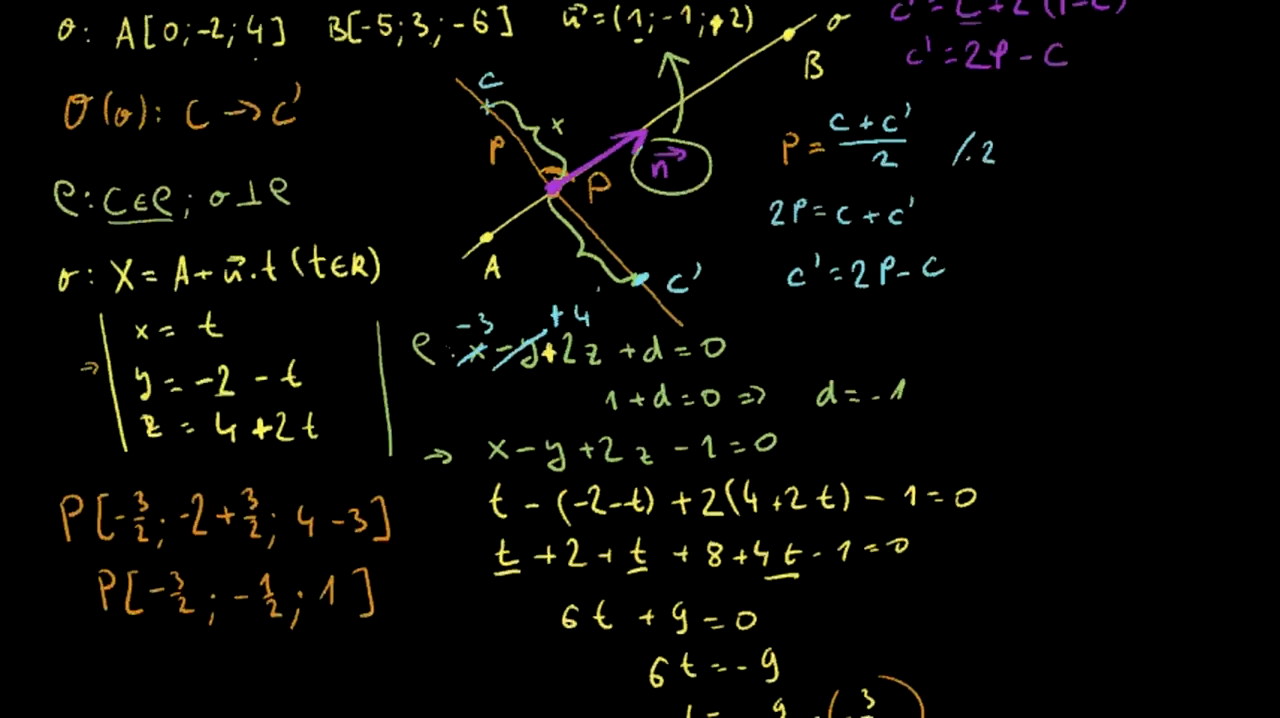 σ: A[0;-2;4] B[-5;3;-6] u⃗=(1;-1;+2)
O(σ): C → C'
ρ: C∈ρ; σ⊥ρ
σ: X = A + u⃗.t (t∈R)
x = t
⇒ y = -2 - t
z = 4 + 2t
P[-3/2; -2+3/2; 4-3]
P[-3/2; -1/2; 1]
C
x
P
P
n⃗
σ
B
A
C'
C' = 2P - C
P = (C + C')/2 /.2
2P = C + C'
C' = 2P - C
-3 +4
ρ: x - y + 2z + d = 0
1 + d = 0 ⇒ d = -1
→ x - y + 2z - 1 = 0
t - (-2-t) + 2(4+2t) - 1 = 0
t + 2 + t + 8 + 4t - 1 = 0
6t + 9 = 0
6t = -9